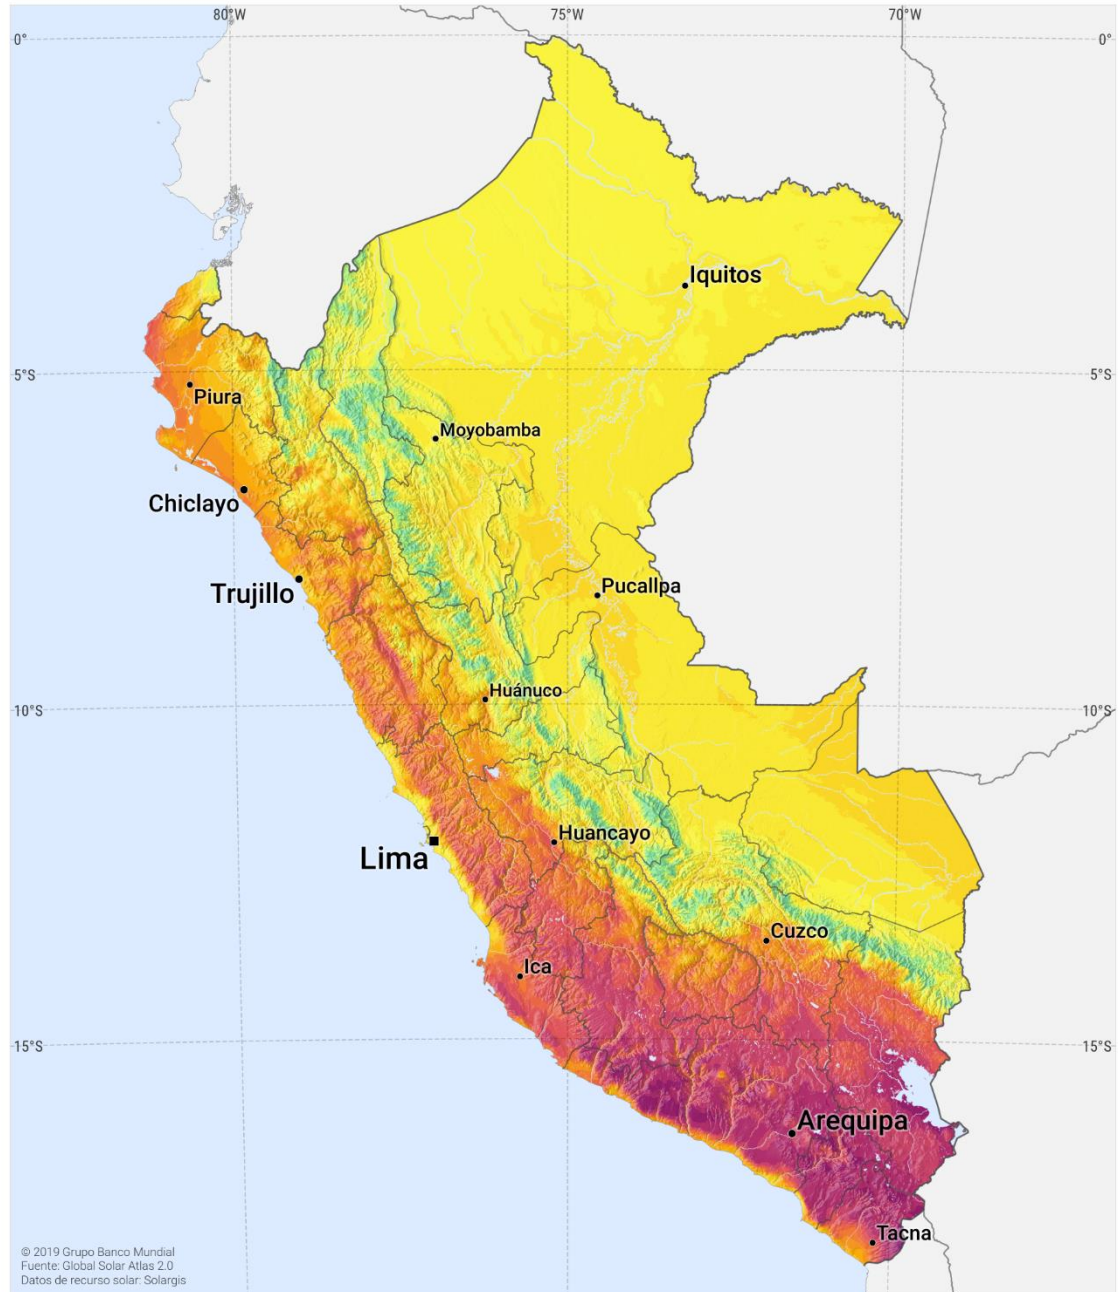 80°W 75°W 70°W
0° 0°
Iquitos
5°S 5°S
Piura
Moyobamba
Chiclayo
Trujillo
Pucallpa
Huánuco
10°S 10°S
Huancayo
Lima
Cuzco
Ica
15°S 15°S
Arequipa
Tacna
© 2019 Grupo Banco Mundial
Fuente: Global Solar Atlas 2.0
Datos de recurso solar: Solargis